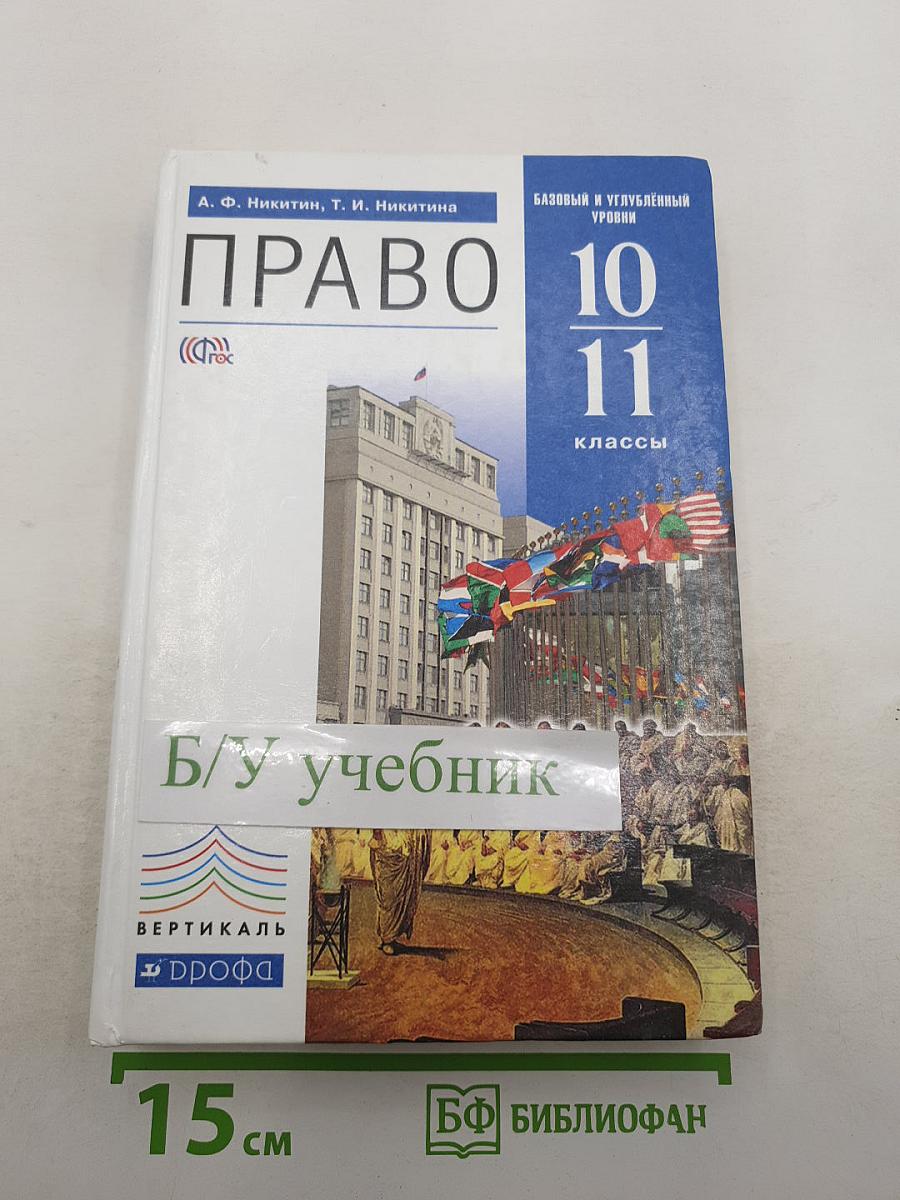 А. Ф. Никитин, Т. И. Никитина
ПРАВО
ФГОС
БАЗОВЫЙ И УГЛУБЛЁННЫЙ
УРОВНИ
10
11
классы
Б/У учебник
ВЕРТИКАЛЬ
дрофа
15 см
БФ БИБЛИОФАН